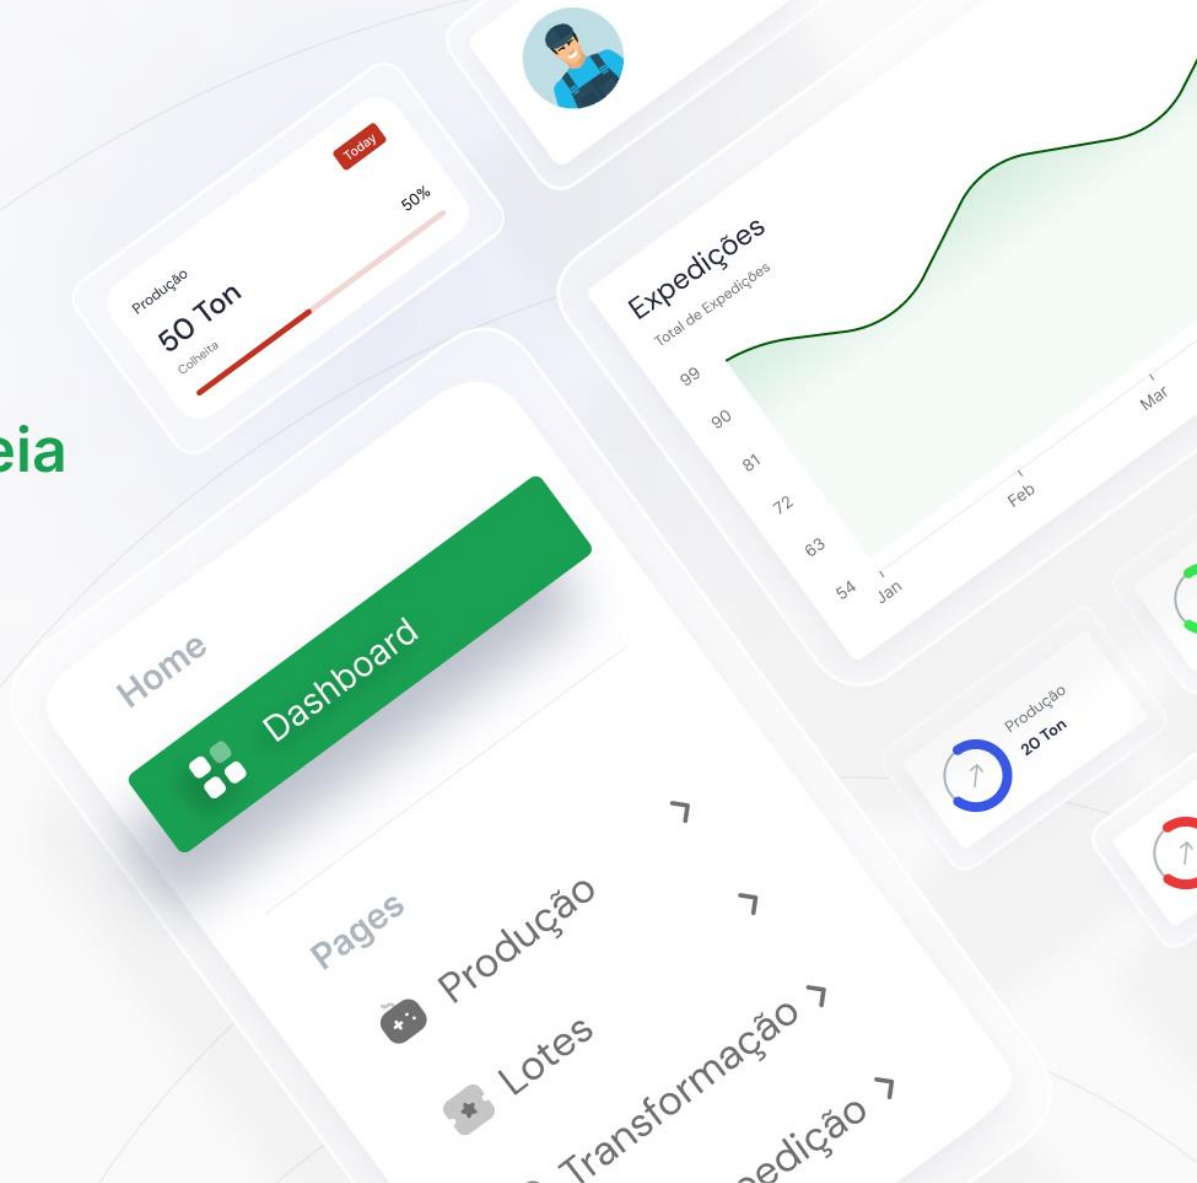 Today
50%
Produção
50 Ton
Colheita
eia
Expedições
Total de Expedições
99
90
81
72
63
54
Jan
Feb
Mar
Home
Dashboard
Pages
Produção
Lotes
Transformação
pedição
Produção
20 Ton